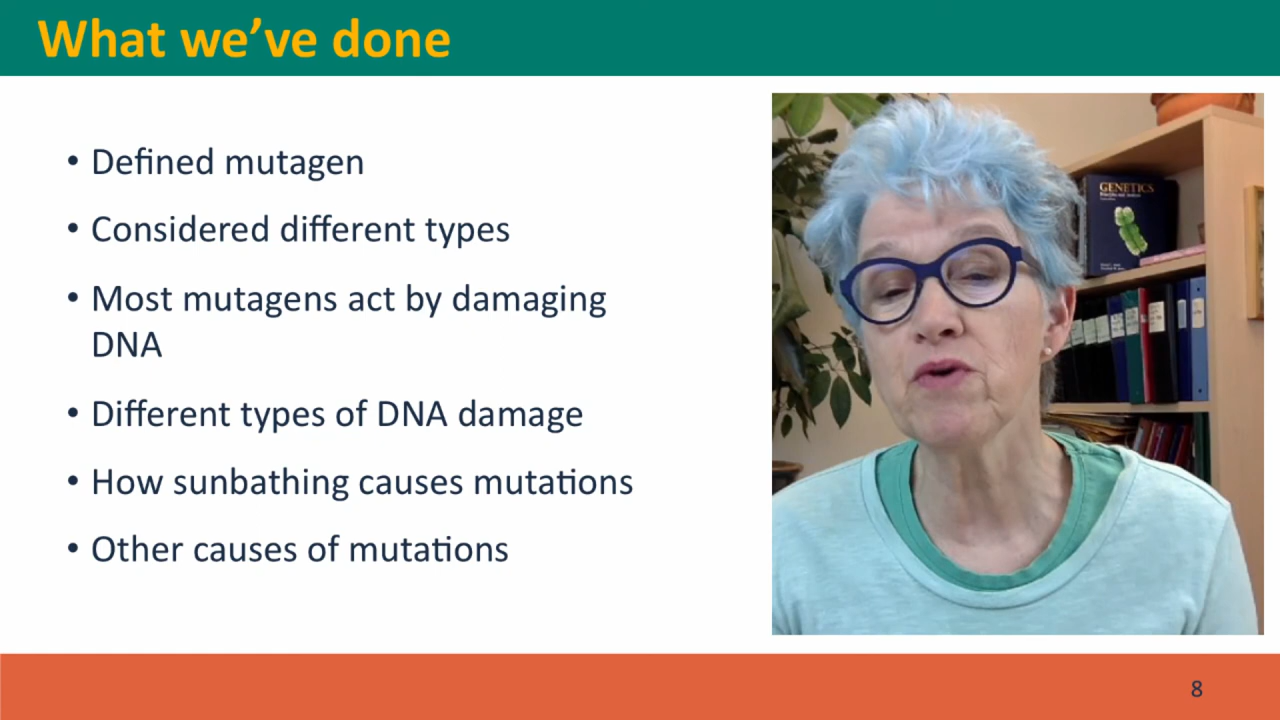 What we’ve done
• Defined mutagen
• Considered different types
• Most mutagens act by damaging
DNA
• Different types of DNA damage
• How sunbathing causes mutations
• Other causes of mutations
GENETICS
8